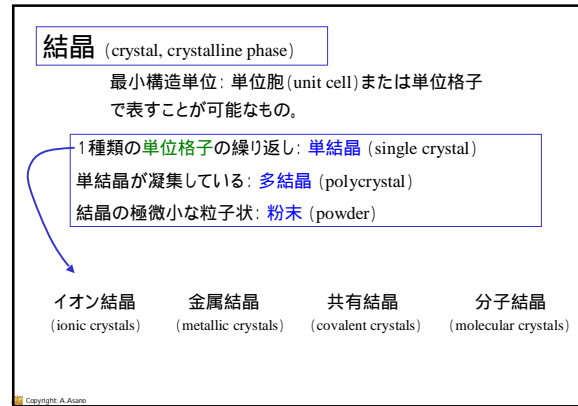 結晶 (crystal, crystalline phase)
最小構造単位: 単位胞(unit cell)または単位格子
で表すことが可能なもの。
1種類の単位格子の繰り返し: 単結晶 (single crystal)
単結晶が凝集している: 多結晶 (polycrystal)
結晶の極微小な粒子状: 粉末 (powder)
イオン結晶 金属結晶 共有結晶 分子結晶
(ionic crystals) (metallic crystals) (covalent crystals) (molecular crystals)
Copyright: A.Asano